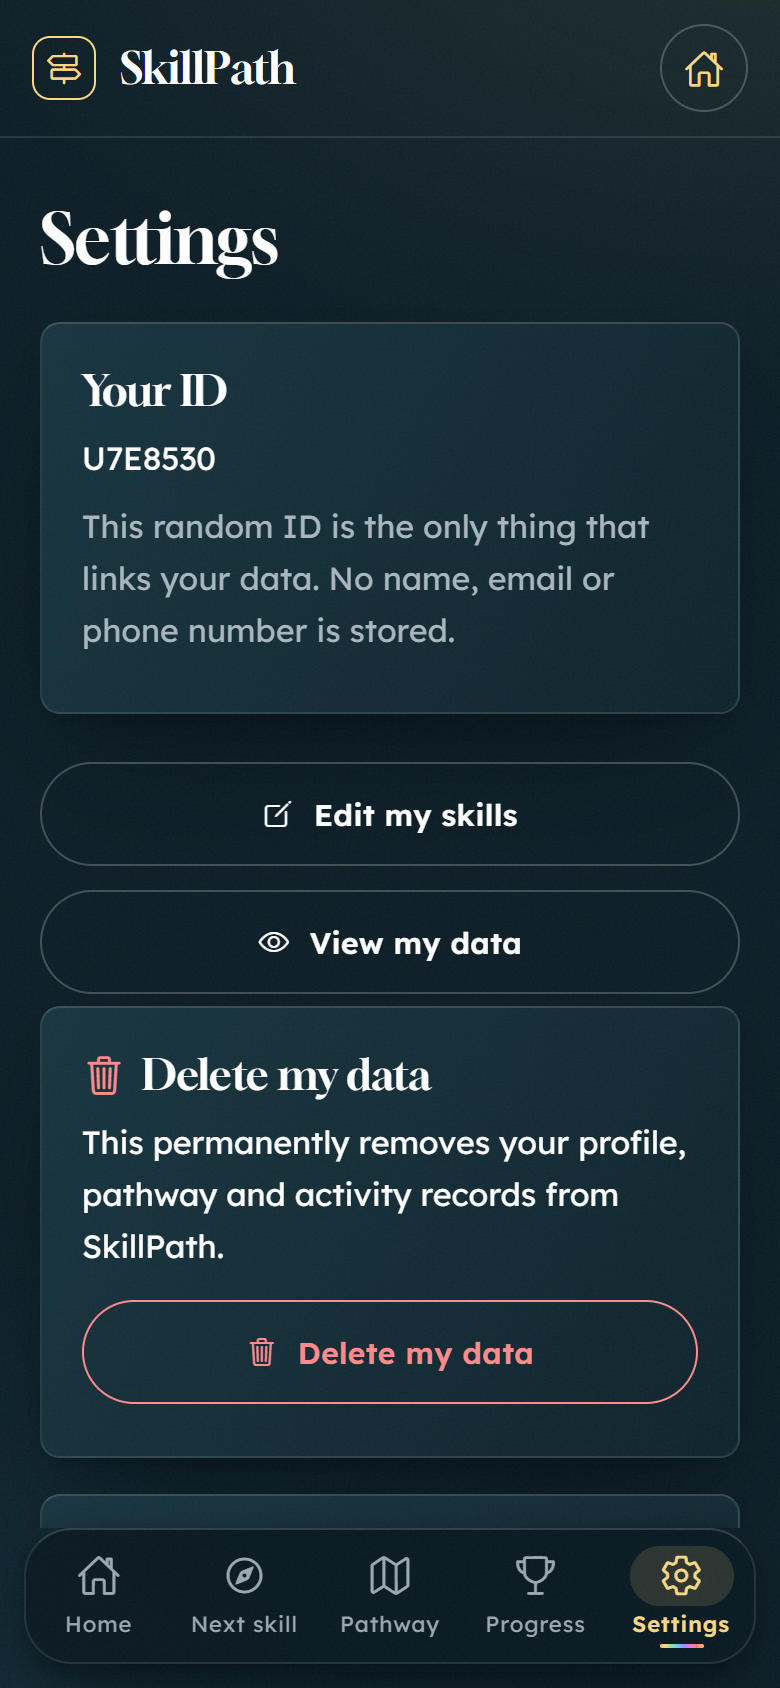 SkillPath
Settings
Your ID
U7E8530
This random ID is the only thing that
links your data. No name, email or
phone number is stored.
Edit my skills
View my data
Delete my data
This permanently removes your profile,
pathway and activity records from
SkillPath.
Delete my data
Home
Next skill
Pathway
Progress
Settings